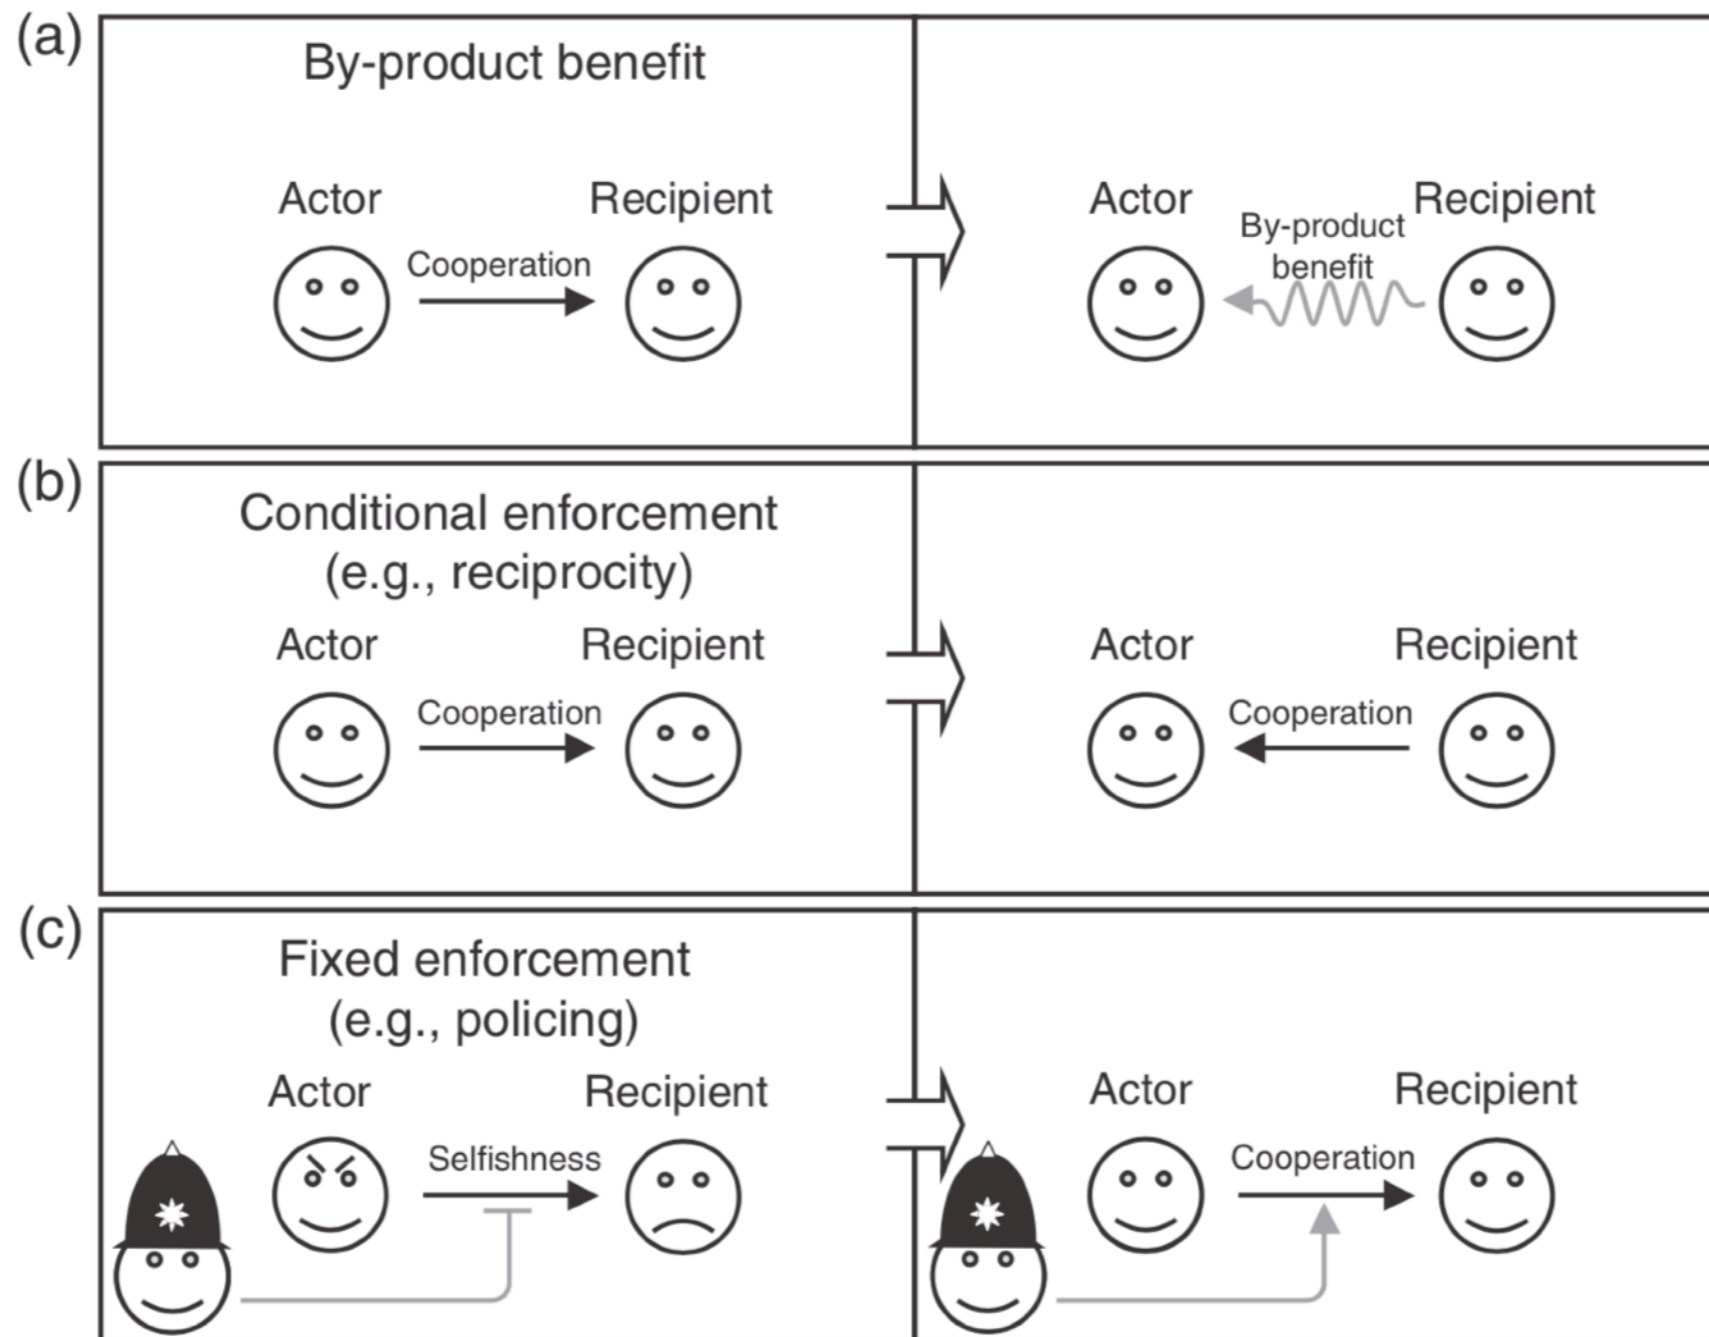 (a)
By-product benefit
Actor
Recipient
Cooperation
Actor
Recipient
By-product
benefit
(b)
Conditional enforcement
(e.g., reciprocity)
Actor
Recipient
Cooperation
Actor
Recipient
Cooperation
(c)
Fixed enforcement
(e.g., policing)
Actor
Recipient
Selfishness
Actor
Recipient
Cooperation